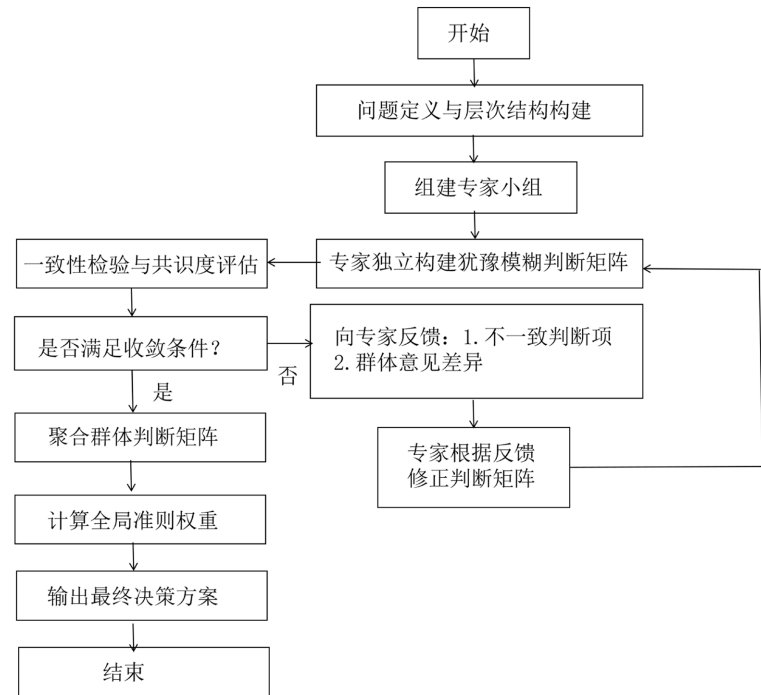 开始
问题定义与层次结构构建
组建专家小组
专家独立构建犹豫模糊判断矩阵
一致性检验与共识度评估
是否满足收敛条件？
否
是
向专家反馈：1.不一致判断项
2.群体意见差异
专家根据反馈
修正判断矩阵
聚合群体判断矩阵
计算全局准则权重
输出最终决策方案
结束